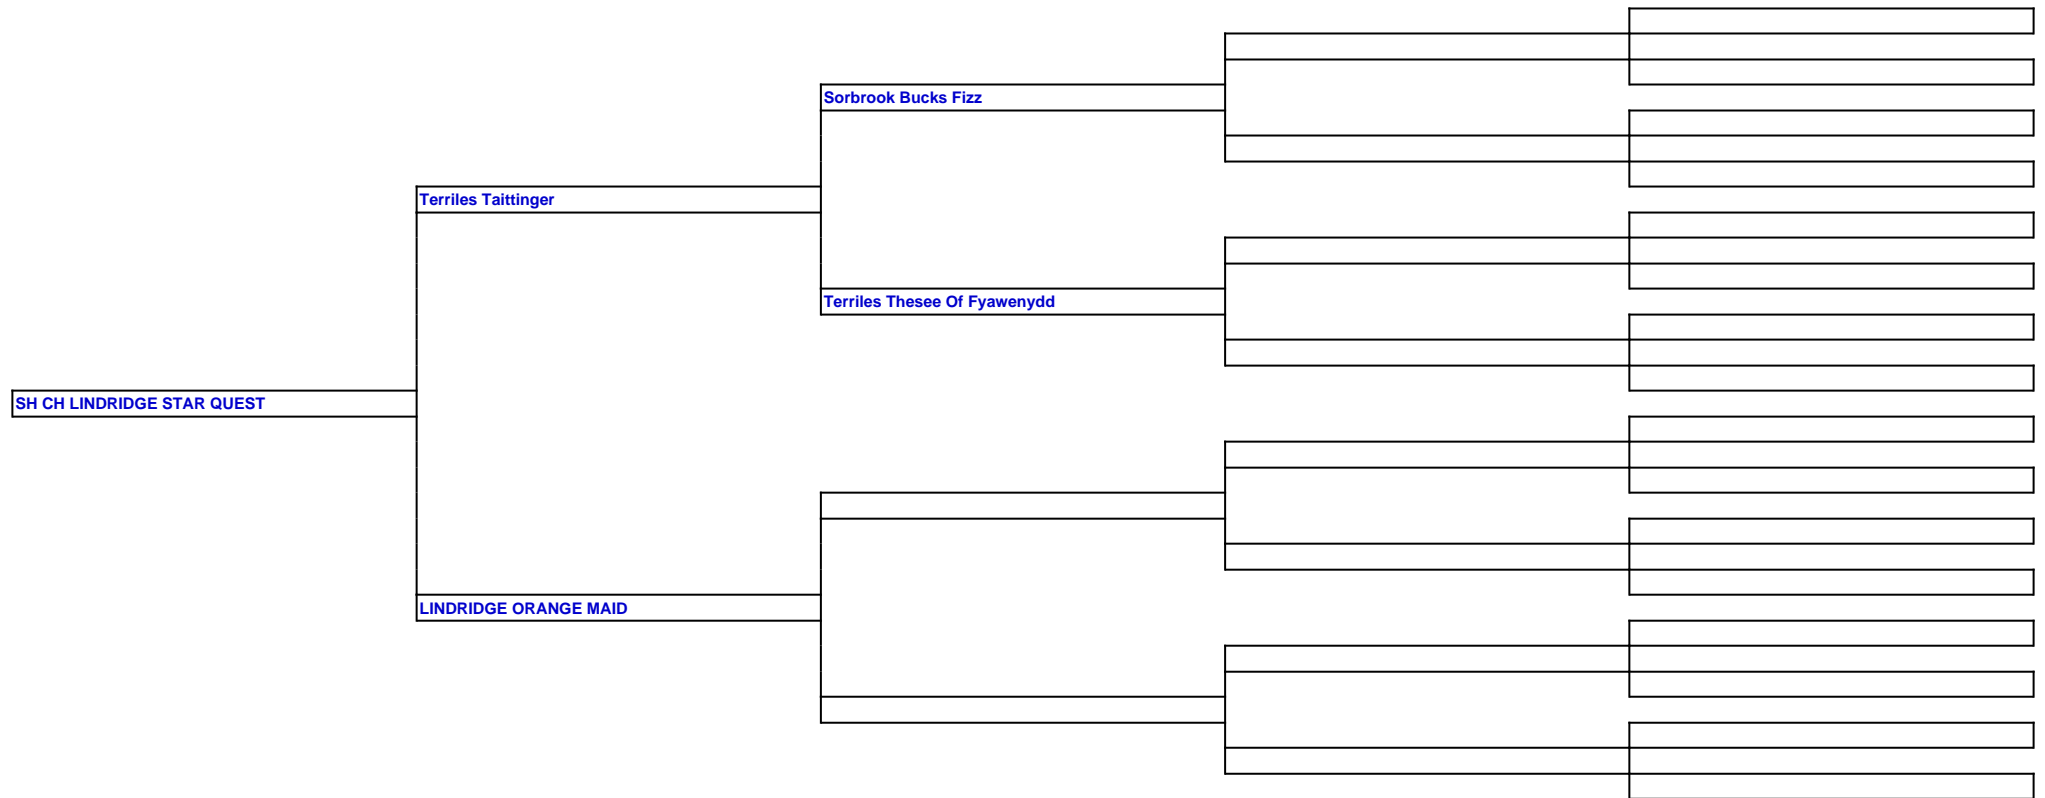 Sorbrook Bucks Fizz
Terriles Taittinger
Terriles Thesee Of Fyawenydd
SH CH LINDRIDGE STAR QUEST
LINDRIDGE ORANGE MAID